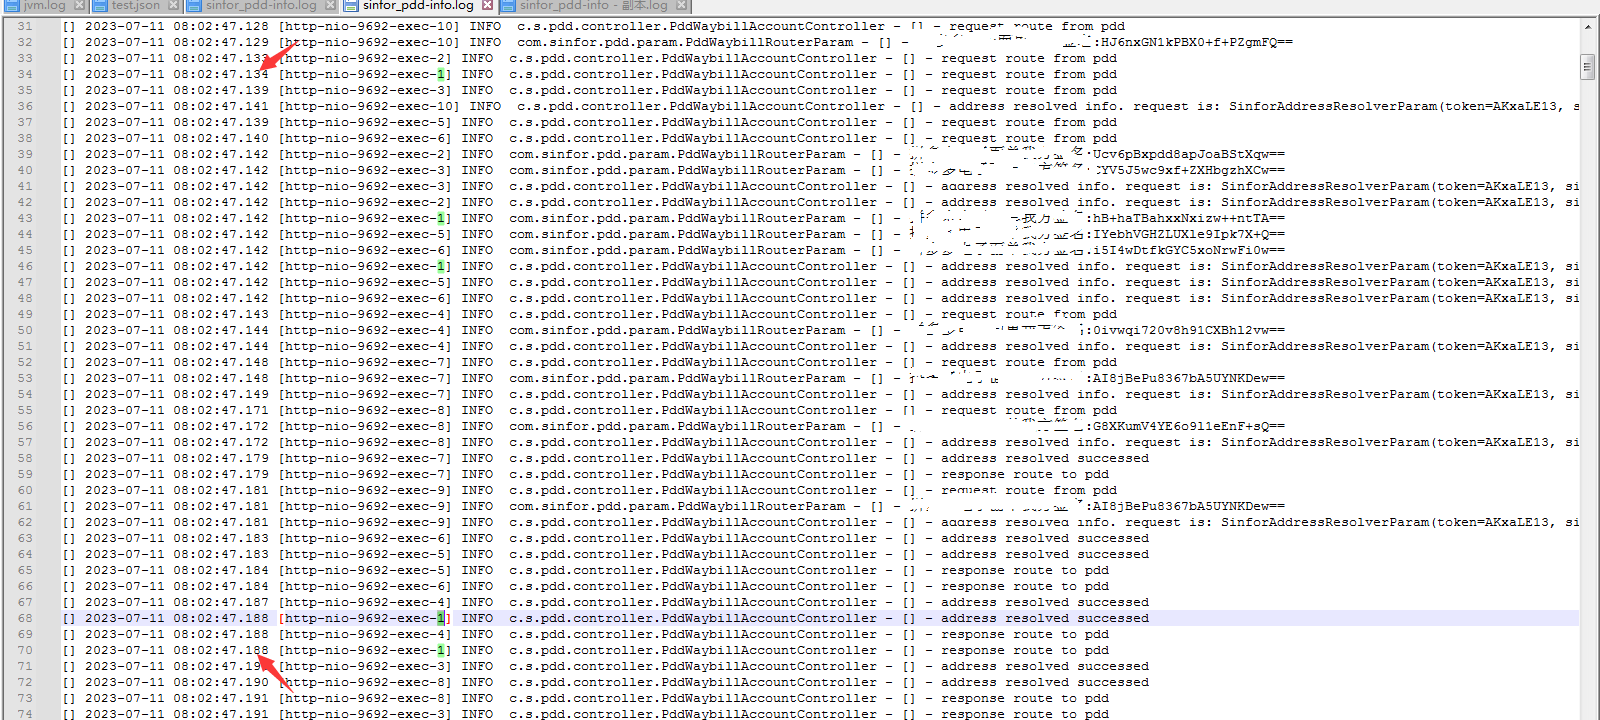 jvm.log test.json sinfor_pdd-info.log sinfor_pdd-info.log sinfor_pdd-info - 副本.log
31 [] 2023-07-11 08:02:47.128 [http-nio-9692-exec-10] INFO c.s.pdd.controller.PddWaybillAccountController - [] - request route from pdd
32 [] 2023-07-11 08:02:47.129 [http-nio-9692-exec-10] INFO com.sinfor.pdd.param.PddWaybillRouterParam - [] - :HJ6nxGN1kPBX0+f+PZgmFQ==
33 [] 2023-07-11 08:02:47.133 [http-nio-9692-exec-2] INFO c.s.pdd.controller.PddWaybillAccountController - [] - request route from pdd
34 [] 2023-07-11 08:02:47.134 [http-nio-9692-exec-1] INFO c.s.pdd.controller.PddWaybillAccountController - [] - request route from pdd
35 [] 2023-07-11 08:02:47.139 [http-nio-9692-exec-3] INFO c.s.pdd.controller.PddWaybillAccountController - [] - request route from pdd
36 [] 2023-07-11 08:02:47.141 [http-nio-9692-exec-10] INFO c.s.pdd.controller.PddWaybillAccountController - [] - address resolved info. request is: SinforAddressResolverParam(token=AKxaLE13, s
37 [] 2023-07-11 08:02:47.139 [http-nio-9692-exec-5] INFO c.s.pdd.controller.PddWaybillAccountController - [] - request route from pdd
38 [] 2023-07-11 08:02:47.140 [http-nio-9692-exec-6] INFO c.s.pdd.controller.PddWaybillAccountController - [] - request route from pdd
39 [] 2023-07-11 08:02:47.142 [http-nio-9692-exec-2] INFO com.sinfor.pdd.param.PddWaybillRouterParam - [] - :Ucv6pBxpdd8apJoaBStXqw==
40 [] 2023-07-11 08:02:47.142 [http-nio-9692-exec-3] INFO com.sinfor.pdd.param.PddWaybillRouterParam - [] - YV5J5wc9xf+ZXHbgzhXCw==
41 [] 2023-07-11 08:02:47.142 [http-nio-9692-exec-3] INFO c.s.pdd.controller.PddWaybillAccountController - [] - address resolved info. request is: SinforAddressResolverParam(token=AKxaLE13, si
42 [] 2023-07-11 08:02:47.142 [http-nio-9692-exec-2] INFO c.s.pdd.controller.PddWaybillAccountController - [] - address resolved info. request is: SinforAddressResolverParam(token=AKxaLE13, si
43 [] 2023-07-11 08:02:47.142 [http-nio-9692-exec-1] INFO com.sinfor.pdd.param.PddWaybillRouterParam - [] - :hB+haTBahxxNxizw++ntTA==
44 [] 2023-07-11 08:02:47.142 [http-nio-9692-exec-5] INFO com.sinfor.pdd.param.PddWaybillRouterParam - [] - :IYebhVGHZLUXle9Ipk7X+Q==
45 [] 2023-07-11 08:02:47.142 [http-nio-9692-exec-6] INFO com.sinfor.pdd.param.PddWaybillRouterParam - [] - :i5I4wDtfkGYC5xoNrwFi0w==
46 [] 2023-07-11 08:02:47.142 [http-nio-9692-exec-1] INFO c.s.pdd.controller.PddWaybillAccountController - [] - address resolved info. request is: SinforAddressResolverParam(token=AKxaLE13, si
47 [] 2023-07-11 08:02:47.142 [http-nio-9692-exec-5] INFO c.s.pdd.controller.PddWaybillAccountController - [] - address resolved info. request is: SinforAddressResolverParam(token=AKxaLE13, si
48 [] 2023-07-11 08:02:47.142 [http-nio-9692-exec-6] INFO c.s.pdd.controller.PddWaybillAccountController - [] - address resolved info. request is: SinforAddressResolverParam(token=AKxaLE13, si
49 [] 2023-07-11 08:02:47.143 [http-nio-9692-exec-4] INFO c.s.pdd.controller.PddWaybillAccountController - [] - request route from pdd
50 [] 2023-07-11 08:02:47.144 [http-nio-9692-exec-4] INFO com.sinfor.pdd.param.PddWaybillRouterParam - [] - :0ivwqi720v8h91CXBhl2vw==
51 [] 2023-07-11 08:02:47.144 [http-nio-9692-exec-4] INFO c.s.pdd.controller.PddWaybillAccountController - [] - address resolved info. request is: SinforAddressResolverParam(token=AKxaLE13, si
52 [] 2023-07-11 08:02:47.148 [http-nio-9692-exec-7] INFO c.s.pdd.controller.PddWaybillAccountController - [] - request route from pdd
53 [] 2023-07-11 08:02:47.148 [http-nio-9692-exec-7] INFO com.sinfor.pdd.param.PddWaybillRouterParam - [] - :AI8jBePu8367bA5UYNKDew==
54 [] 2023-07-11 08:02:47.149 [http-nio-9692-exec-7] INFO c.s.pdd.controller.PddWaybillAccountController - [] - address resolved info. request is: SinforAddressResolverParam(token=AKxaLE13, si
55 [] 2023-07-11 08:02:47.171 [http-nio-9692-exec-8] INFO c.s.pdd.controller.PddWaybillAccountController - [] - request route from pdd
56 [] 2023-07-11 08:02:47.172 [http-nio-9692-exec-8] INFO com.sinfor.pdd.param.PddWaybillRouterParam - [] - :G8XKumV4YE6o9l1eEnF+sQ==
57 [] 2023-07-11 08:02:47.172 [http-nio-9692-exec-8] INFO c.s.pdd.controller.PddWaybillAccountController - [] - address resolved info. request is: SinforAddressResolverParam(token=AKxaLE13, si
58 [] 2023-07-11 08:02:47.179 [http-nio-9692-exec-7] INFO c.s.pdd.controller.PddWaybillAccountController - [] - address resolved successed
59 [] 2023-07-11 08:02:47.179 [http-nio-9692-exec-7] INFO c.s.pdd.controller.PddWaybillAccountController - [] - response route to pdd
60 [] 2023-07-11 08:02:47.181 [http-nio-9692-exec-9] INFO c.s.pdd.controller.PddWaybillAccountController - [] - request route from pdd
61 [] 2023-07-11 08:02:47.181 [http-nio-9692-exec-9] INFO com.sinfor.pdd.param.PddWaybillRouterParam - [] - :AI8jBePu8367bA5UYNKDew==
62 [] 2023-07-11 08:02:47.181 [http-nio-9692-exec-9] INFO c.s.pdd.controller.PddWaybillAccountController - [] - address resolved info. request is: SinforAddressResolverParam(token=AKxaLE13, si
63 [] 2023-07-11 08:02:47.183 [http-nio-9692-exec-6] INFO c.s.pdd.controller.PddWaybillAccountController - [] - address resolved successed
64 [] 2023-07-11 08:02:47.183 [http-nio-9692-exec-5] INFO c.s.pdd.controller.PddWaybillAccountController - [] - address resolved successed
65 [] 2023-07-11 08:02:47.184 [http-nio-9692-exec-5] INFO c.s.pdd.controller.PddWaybillAccountController - [] - response route to pdd
66 [] 2023-07-11 08:02:47.184 [http-nio-9692-exec-6] INFO c.s.pdd.controller.PddWaybillAccountController - [] - response route to pdd
67 [] 2023-07-11 08:02:47.187 [http-nio-9692-exec-4] INFO c.s.pdd.controller.PddWaybillAccountController - [] - address resolved successed
68 [] 2023-07-11 08:02:47.188 [http-nio-9692-exec-1] INFO c.s.pdd.controller.PddWaybillAccountController - [] - address resolved successed
69 [] 2023-07-11 08:02:47.188 [http-nio-9692-exec-4] INFO c.s.pdd.controller.PddWaybillAccountController - [] - response route to pdd
70 [] 2023-07-11 08:02:47.188 [http-nio-9692-exec-1] INFO c.s.pdd.controller.PddWaybillAccountController - [] - response route to pdd
71 [] 2023-07-11 [http-nio-9692-exec-3] INFO c.s.pdd.controller.PddWaybillAccountController - [] - address resolved successed
72 [] 2023-07-11 08:02:47.190 [http-nio-9692-exec-8] INFO c.s.pdd.controller.PddWaybillAccountController - [] - address resolved successed
73 [] 2023-07-11 08:02:47.191 [http-nio-9692-exec-8] INFO c.s.pdd.controller.PddWaybillAccountController - [] - response route to pdd
74 [] 2023-07-11 08:02:47.191 [http-nio-9692-exec-3] INFO c.s.pdd.controller.PddWaybillAccountController - [] - response route to pdd